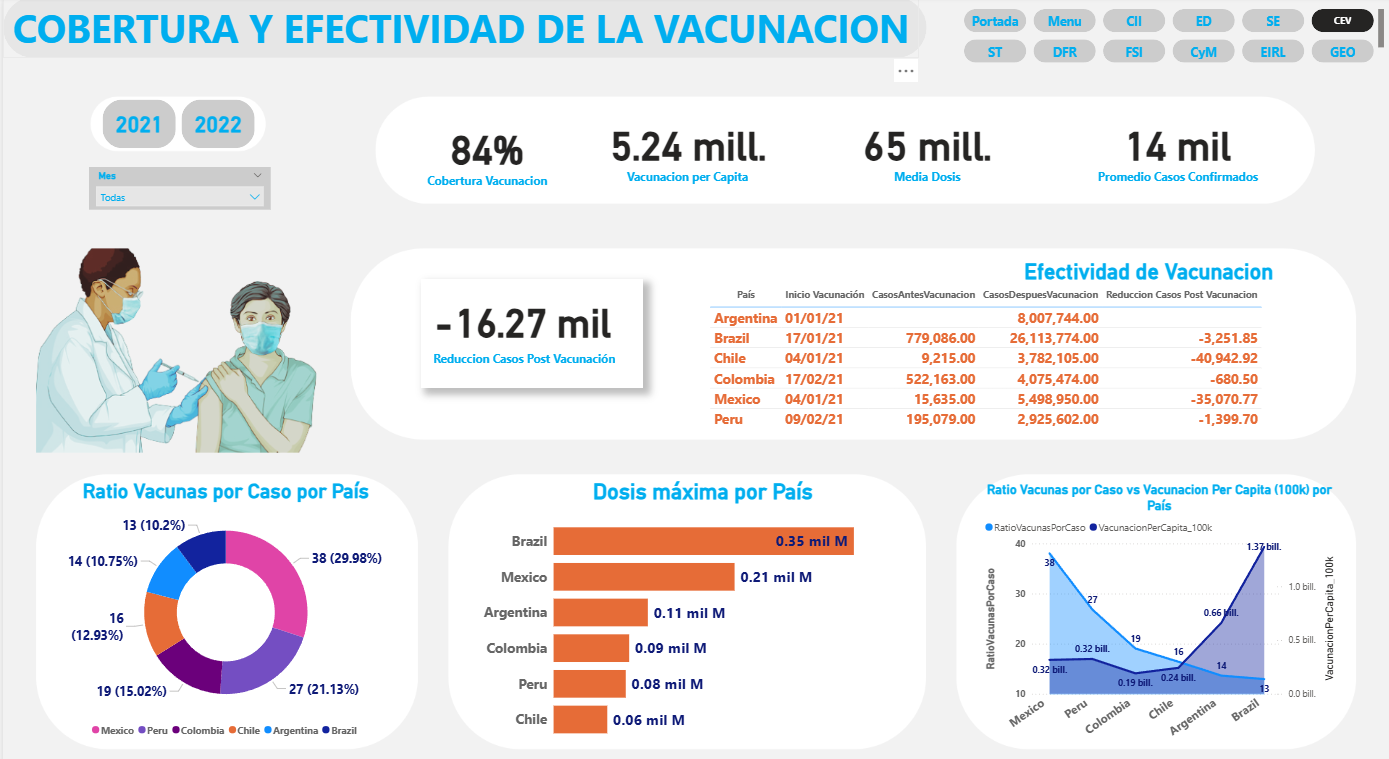 COBERTURA Y EFECTIVIDAD DE LA VACUNACION
Portada Menu CII ED SE CEV
ST DFR FSI CyM EIRL GEO
2021 2022
Mes
Todas
84%
Cobertura Vacunacion
5.24 mill.
Vacunacion per Capita
65 mill.
Media Dosis
14 mil
Promedio Casos Confirmados
-16.27 mil
Reduccion Casos Post Vacunación
Efectividad de Vacunacion
País Inicio Vacunación CasosAntesVacunacion CasosDespuesVacunacion Reduccion Casos Post Vacunacion
Argentina 01/01/21 8,007,744.00
Brazil 17/01/21 779,086.00 26,113,774.00 -3,251.85
Chile 04/01/21 9,215.00 3,782,105.00 -40,942.92
Colombia 17/02/21 522,163.00 4,075,474.00 -680.50
Mexico 04/01/21 15,635.00 5,498,950.00 -35,070.77
Peru 09/02/21 195,079.00 2,925,602.00 -1,399.70
Ratio Vacunas por Caso por País
13 (10.2%)
14 (10.75%)
38 (29.98%)
16
(12.93%)
19 (15.02%)
27 (21.13%)
Mexico Peru Colombia Chile Argentina Brazil
Dosis máxima por País
Brazil 0.35 mil M
Mexico 0.21 mil M
Argentina 0.11 mil M
Colombia 0.09 mil M
Peru 0.08 mil M
Chile 0.06 mil M
Ratio Vacunas por Caso vs Vacunacion Per Capita (100k) por
País
RatioVacunasPorCaso VacunacionPerCapita_100k
RatioVacunasPorCaso
40
30
20
10
38
27
19
16
14
13
0.32 bill.
0.32 bill.
0.19 bill.
0.24 bill.
0.66 bill.
1.37 bill.
1.0 bill.
0.5 bill.
0.0 bill.
VacunacionPerCapita_100k
Mexico Peru Colombia Chile Argentina Brazil